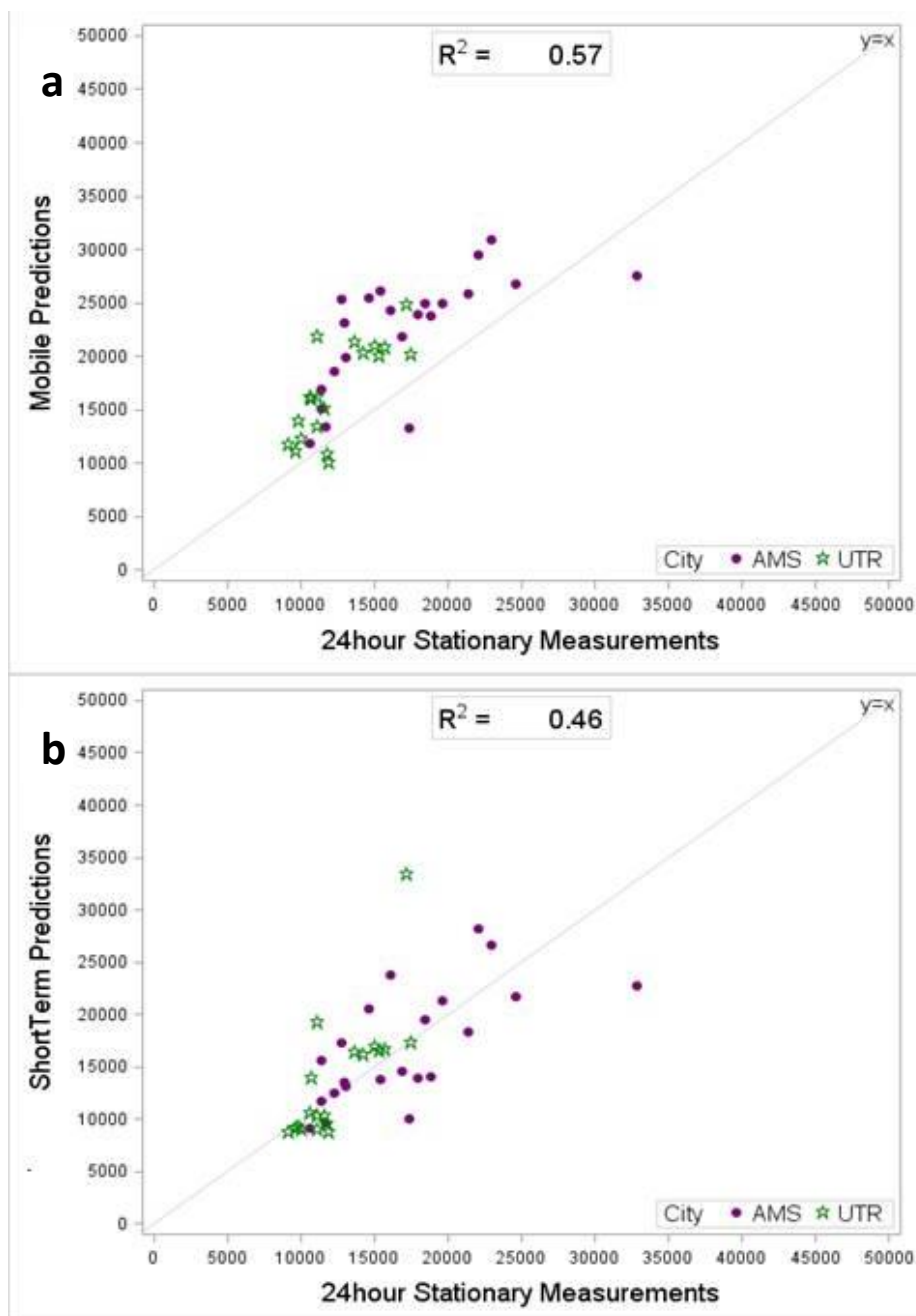 a
R² = 0.57
y=x
50000
45000
40000
35000
30000
25000
20000
15000
10000
5000
0
Mobile Predictions
City AMS UTR
0 5000 10000 15000 20000 25000 30000 35000 40000 45000 50000
24hour Stationary Measurements
b
R² = 0.46
y=x
50000
45000
40000
35000
30000
25000
20000
15000
10000
5000
0
ShortTerm Predictions
City AMS UTR
0 5000 10000 15000 20000 25000 30000 35000 40000 45000 50000
24hour Stationary Measurements